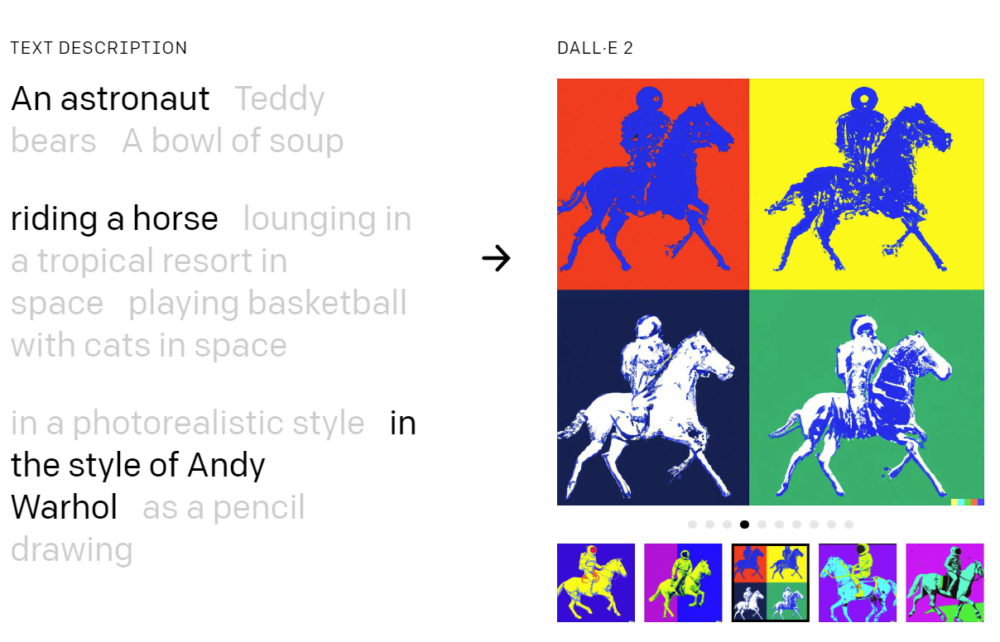 TEXT DESCRIPTION
An astronaut Teddy
bears A bowl of soup
riding a horse lounging in
a tropical resort in
space playing basketball
with cats in space
in a photorealistic style in
the style of Andy
Warhol as a pencil
drawing
DALL·E 2